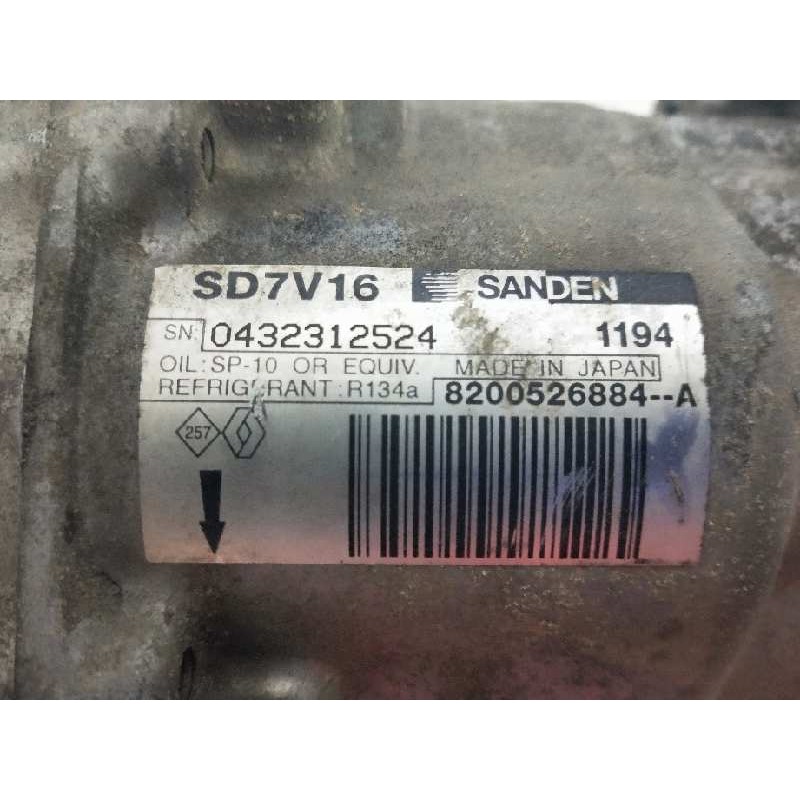 SD7V16 SANDEN
SN: 0432312524 1194
OIL: SP-10 OR EQUIV. MADE IN JAPAN
REFRIGERANT: R134a 8200526884--A
257